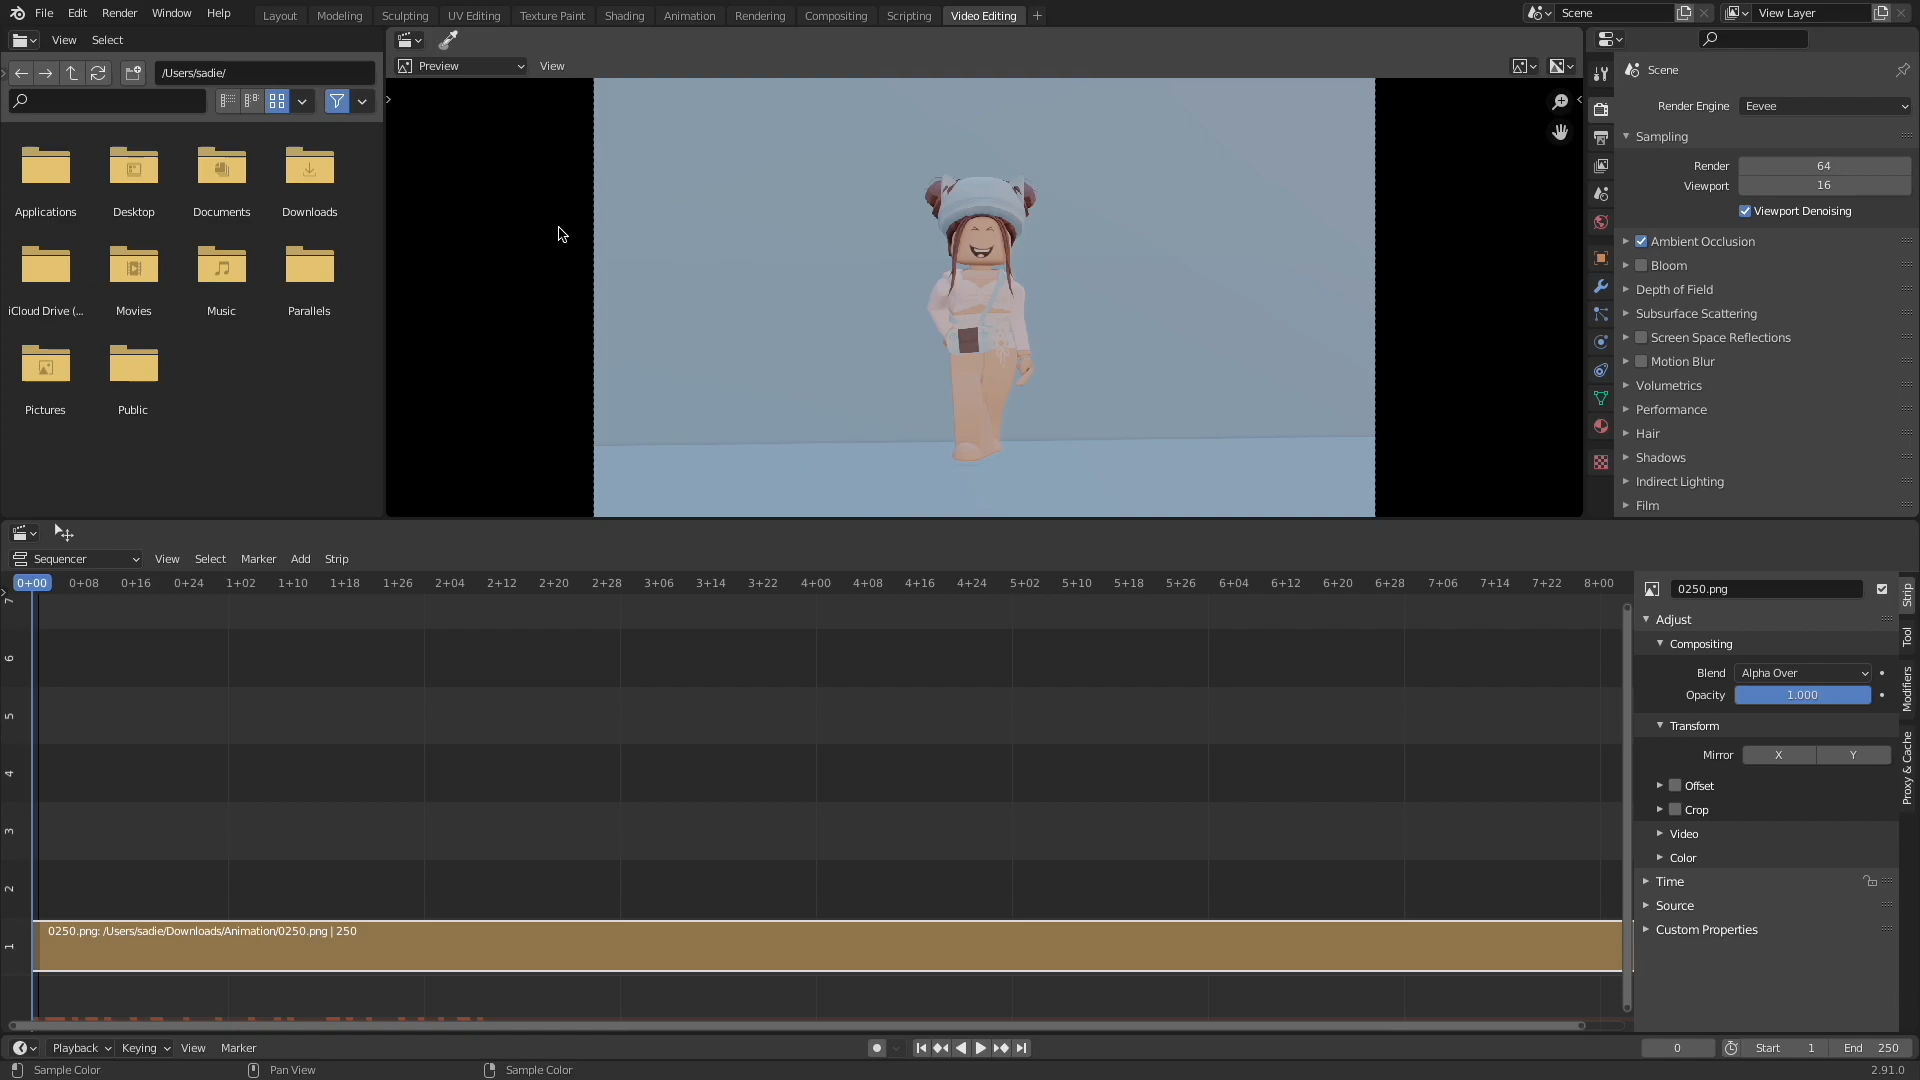 File Edit Render Window Help
Layout Modeling Sculpting UV Editing Texture Paint Shading Animation Rendering Compositing Scripting Video Editing +
Scene
View Layer
View Select
/Users/sadie/
Preview View
Applications Desktop Documents Downloads
iCloud Drive (... Movies Music Parallels
Pictures Public
Scene
Render Engine Eevee
Sampling
Render 64
Viewport 16
Viewport Denoising
Ambient Occlusion
Bloom
Depth of Field
Subsurface Scattering
Screen Space Reflections
Motion Blur
Volumetrics
Performance
Hair
Shadows
Indirect Lighting
Film
Sequencer View Select Marker Add Strip
0+00 0+08 0+16 0+24 1+02 1+10 1+18 1+26 2+04 2+12 2+20 2+28 3+06 3+14 3+22 4+00 4+08 4+16 4+24 5+02 5+10 5+18 5+26 6+04 6+12 6+20 6+28 7+06 7+14 7+22 8+00
7
6
5
4
3
2
1
0250.png: /Users/sadie/Downloads/Animation/0250.png | 250
0250.png
Adjust
Compositing
Blend Alpha Over
Opacity 1.000
Transform
Mirror X Y
Offset
Crop
Video
Color
Time
Source
Custom Properties
Strip
Tool
Modifiers
Proxy & Cache
Playback Keying View Marker
0 Start 1 End 250
Sample Color Pan View Sample Color
2.91.0